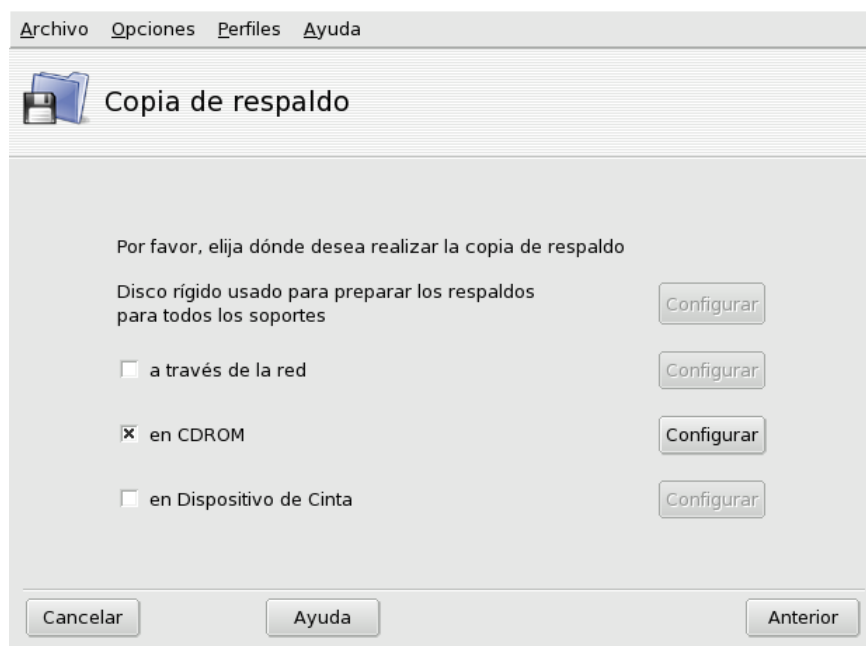 Archivo Opciones Perfiles Ayuda
Copia de respaldo
Por favor, elija dónde desea realizar la copia de respaldo
Disco rígido usado para preparar los respaldos
para todos los soportes
Configurar
a través de la red
Configurar
en CDROM
Configurar
en Dispositivo de Cinta
Configurar
Cancelar
Ayuda
Anterior